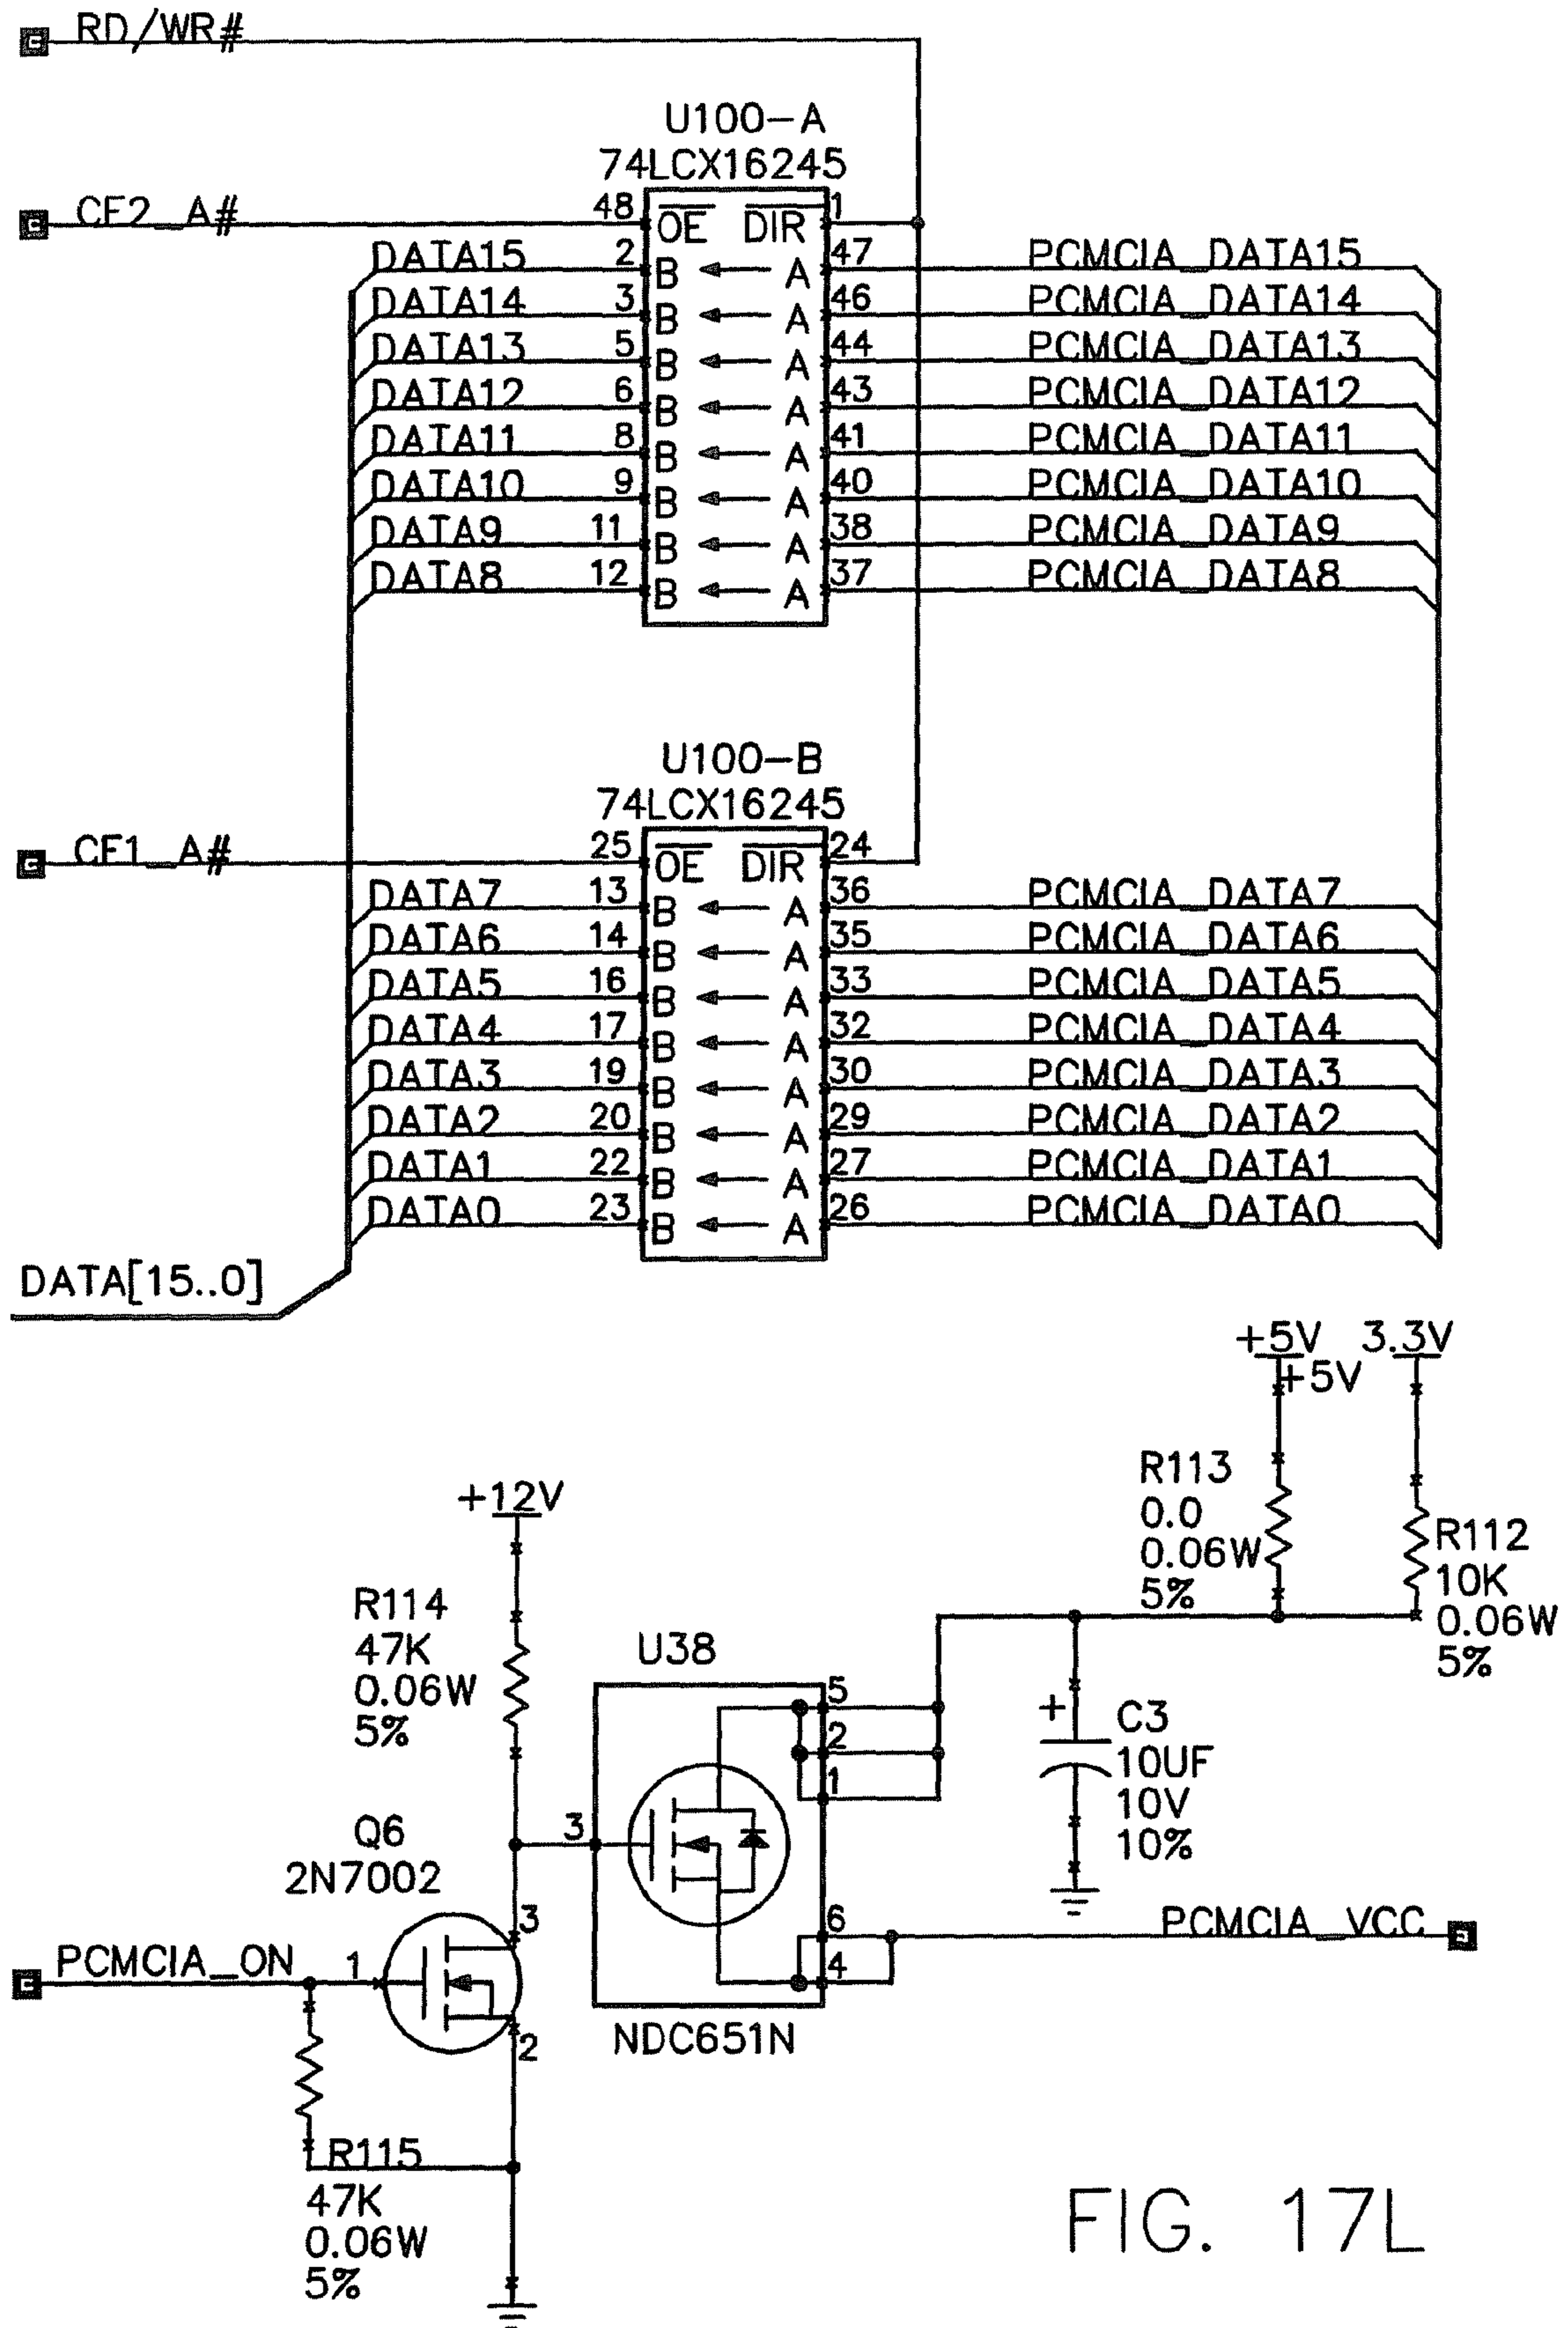 RD/WR#
U100-A
74LCX16245
CE2_A# 48 OE DIR 1
DATA15 2 B A 47 PCMCIA_DATA15
DATA14 3 B A 46 PCMCIA_DATA14
DATA13 5 B A 44 PCMCIA_DATA13
DATA12 6 B A 43 PCMCIA_DATA12
DATA11 8 B A 41 PCMCIA_DATA11
DATA10 9 B A 40 PCMCIA_DATA10
DATA9 11 B A 38 PCMCIA_DATA9
DATA8 12 B A 37 PCMCIA_DATA8
U100-B
74LCX16245
CE1_A# 25 OE DIR 24
DATA7 13 B A 36 PCMCIA_DATA7
DATA6 14 B A 35 PCMCIA_DATA6
DATA5 16 B A 33 PCMCIA_DATA5
DATA4 17 B A 32 PCMCIA_DATA4
DATA3 19 B A 30 PCMCIA_DATA3
DATA2 20 B A 29 PCMCIA_DATA2
DATA1 22 B A 27 PCMCIA_DATA1
DATA0 23 B A 26 PCMCIA_DATA0
DATA[15..0]
+5V 3.3V
+5V
R113
0.0
0.06W
5%
R112
10K
0.06W
5%
+12V
R114
47K
0.06W
5%
U38
5
2
1
3
6
4
NDC651N
+ C3
10UF
10V
10%
PCMCIA_VCC
Q6
2N7002
3
PCMCIA_ON 1
2
R115
47K
0.06W
5%
FIG. 17L